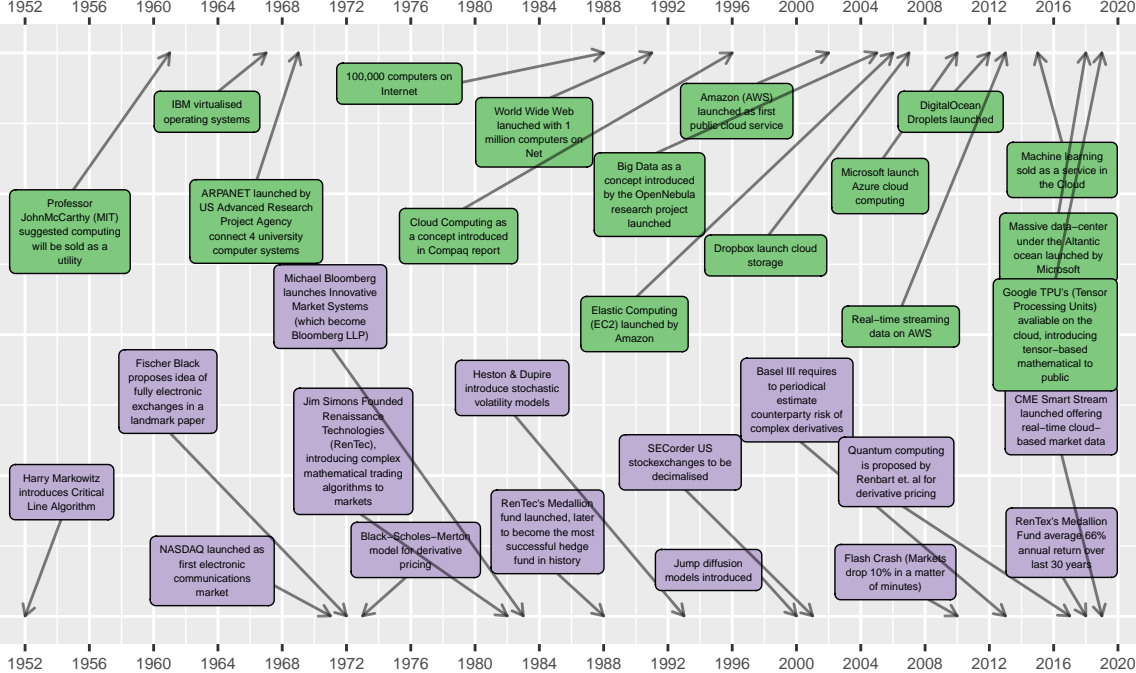 1952 1956 1960 1964 1968 1972 1976 1980 1984 1988 1992 1996 2000 2004 2008 2012 2016 2020
100,000 computers on
Internet
IBM virtualised
operating systems
World Wide Web
lanuched with 1
million computers on
Net
Amazon (AWS)
launched as first
public cloud service
DigitalOcean
Droplets launched
Machine learning
sold as a service in
the Cloud
Professor
JohnMcCarthy (MIT)
suggested computing
will be sold as a
utility
ARPANET launched by
US Advanced Research
Project Agency
connect 4 university
computer systems
Cloud Computing as
a concept introduced
in Compaq report
Big Data as a
concept introduced
by the OpenNebula
research project
launched
Microsoft launch
Azure cloud
computing
Dropbox launch cloud
storage
Massive data−center
under the Altantic
ocean launched by
Microsoft
Elastic Computing
(EC2) launched by
Amazon
Real−time streaming
data on AWS
Google TPU's (Tensor
Processing Units)
avaliable on the
cloud, introducing
tensor−based
mathematical to
public
Michael Bloomberg
launches Innovative
Market Systems
(which become
Bloomberg LLP)
Fischer Black
proposes idea of
fully electronic
exchanges in a
landmark paper
Jim Simons Founded
Renaissance
Technologies
(RenTec),
introducing complex
mathematical trading
algorithms to
markets
Heston & Dupire
introduce stochastic
volatility models
Basel III requires
to periodical
estimate
counterparty risk of
complex derivatives
CME Smart Stream
launched offering
real−time cloud−
based market data
SECorder US
stockexchanges to be
decimalised
Quantum computing
is proposed by
Renbart et. al for
derivative pricing
Harry Markowitz
introduces Critical
Line Algorithm
NASDAQ launched as
first electronic
communications
market
Black−Scholes−Merton
model for derivative
pricing
RenTec's Medallion
fund launched, later
to become the most
successful hedge
fund in history
Jump diffusion
models introduced
Flash Crash (Markets
drop 10% in a matter
of minutes)
RenTex's Medallion
Fund average 66%
annual return over
last 30 years
1952 1956 1960 1964 1968 1972 1976 1980 1984 1988 1992 1996 2000 2004 2008 2012 2016 2020